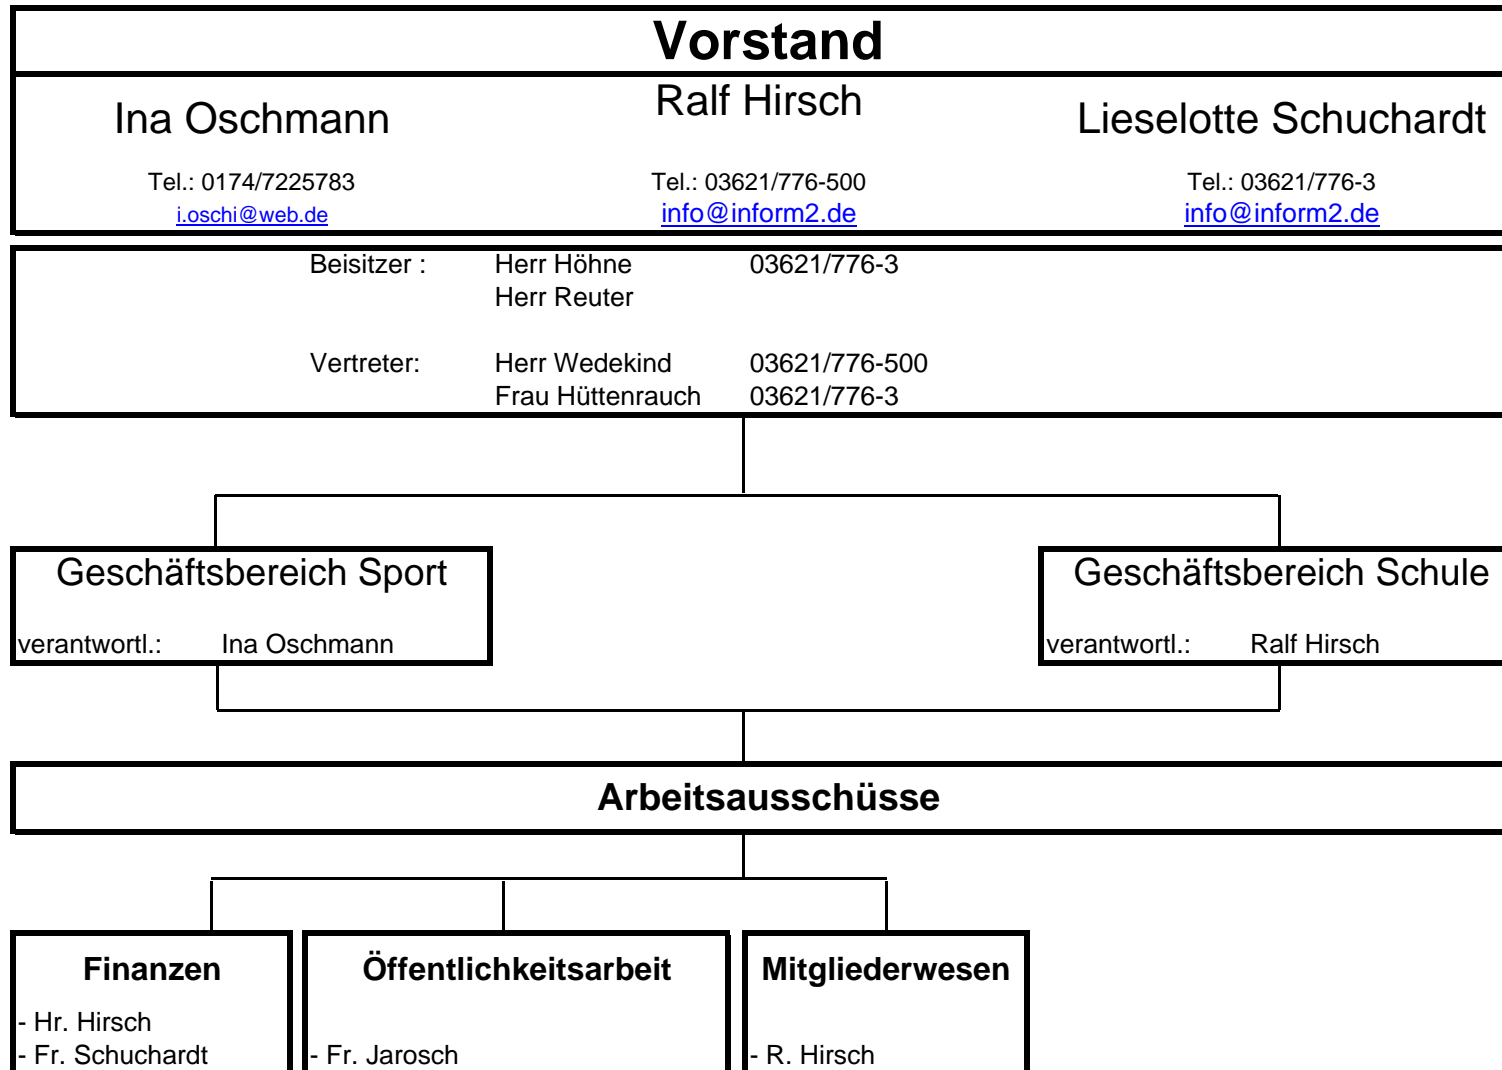 Vorstand
Ina Oschmann Ralf Hirsch Lieselotte Schuchardt
Tel.: 0174/7225783 Tel.: 03621/776-500 Tel.: 03621/776-3
i.oschi@web.de info@inform2.de info@inform2.de
Beisitzer : Herr Höhne 03621/776-3
Herr Reuter
Vertreter: Herr Wedekind 03621/776-500
Frau Hüttenrauch 03621/776-3
Geschäftsbereich Sport Geschäftsbereich Schule
verantwortl.: Ina Oschmann verantwortl.: Ralf Hirsch
Arbeitsausschüsse
Finanzen Öffentlichkeitsarbeit Mitgliederwesen
- Hr. Hirsch
- Fr. Schuchardt - Fr. Jarosch - R. Hirsch